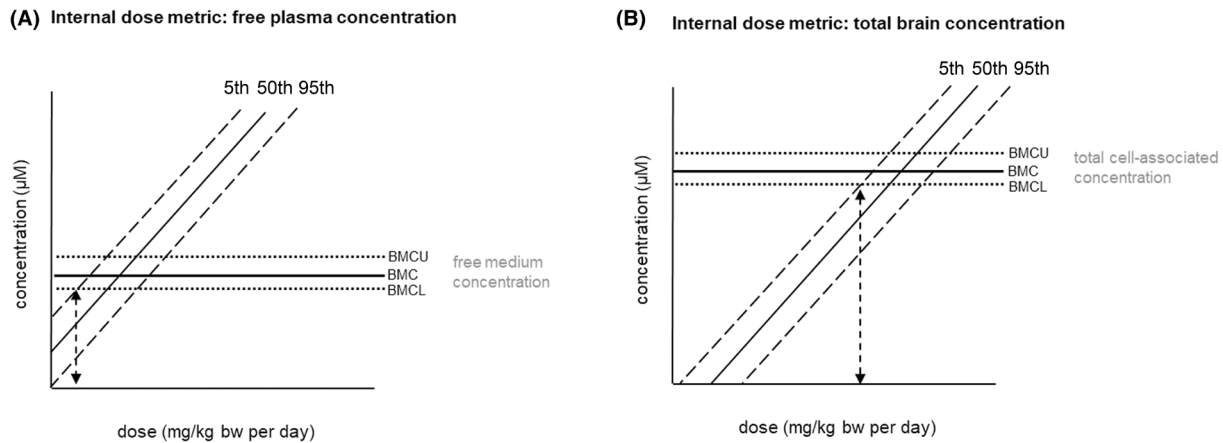 (A) Internal dose metric: free plasma concentration
5th 50th 95th
concentration (µM)
BMCU
BMC
BMCL
free medium
concentration
dose (mg/kg bw per day)
(B) Internal dose metric: total brain concentration
5th 50th 95th
concentration (µM)
BMCU
BMC
BMCL
total cell-associated
concentration
dose (mg/kg bw per day)